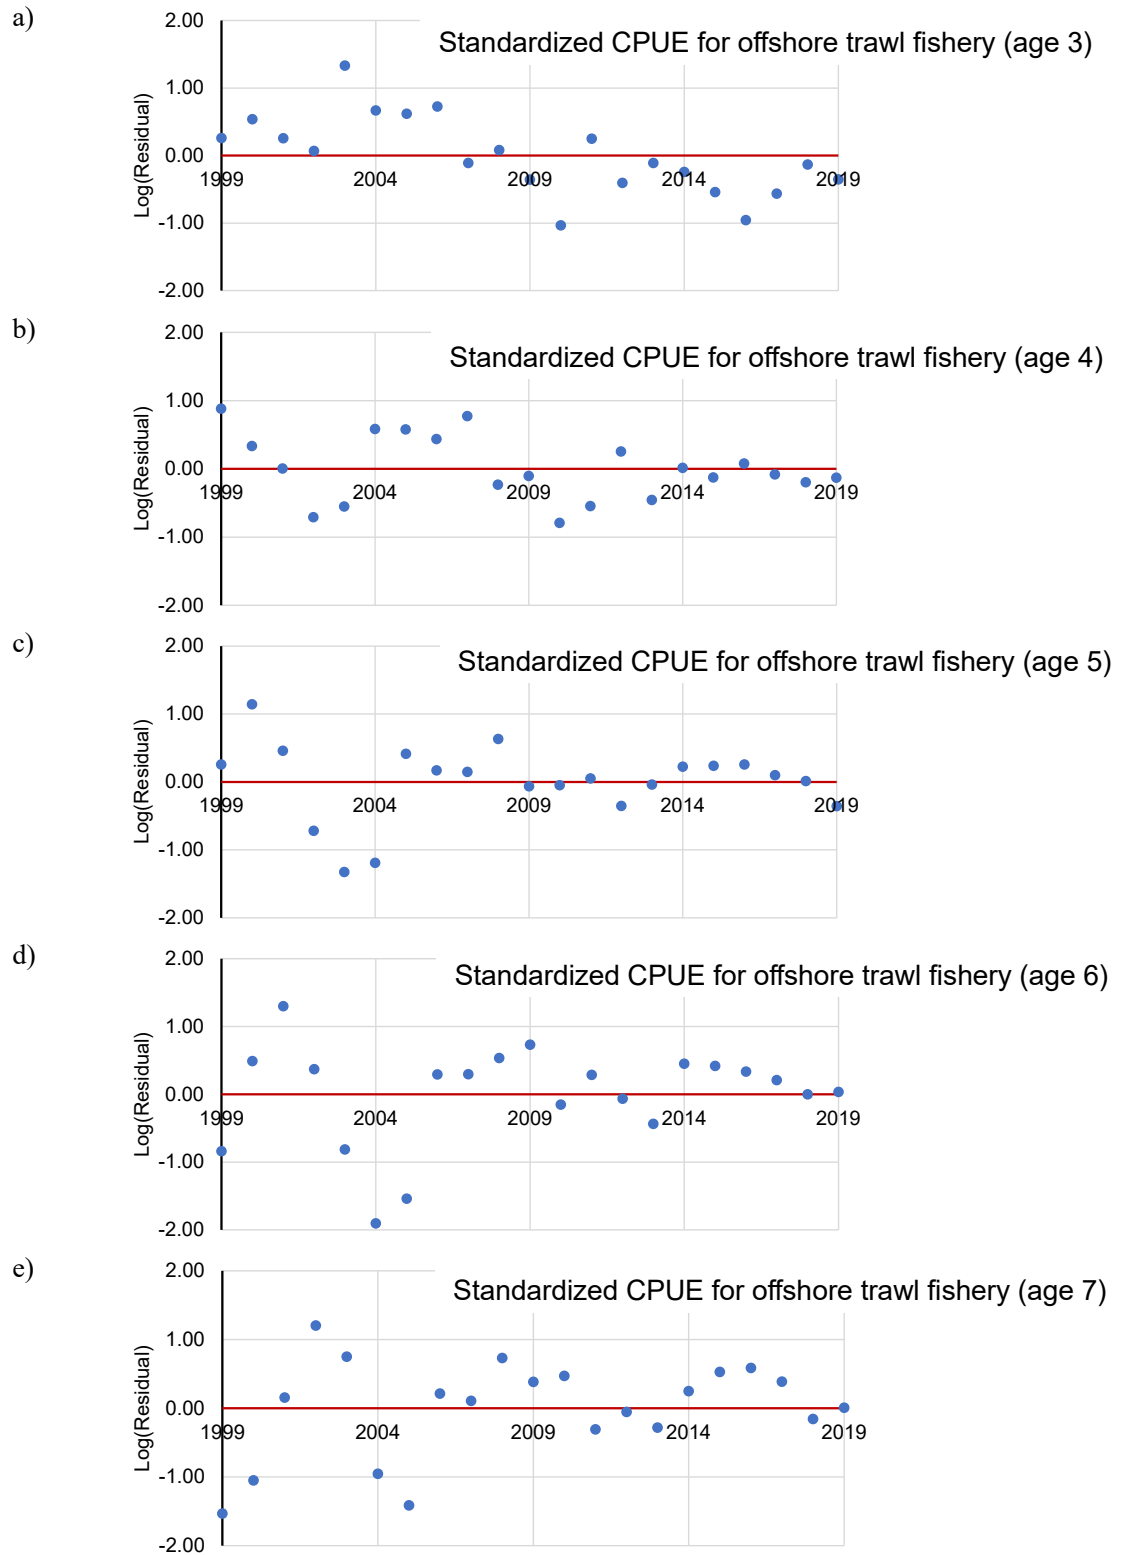 a)
Standardized CPUE for offshore trawl fishery (age 3)
Log(Residual)
2.00
1.00
0.00
-1.00
-2.00
1999 2004 2009 2014 2019
b)
Standardized CPUE for offshore trawl fishery (age 4)
Log(Residual)
2.00
1.00
0.00
-1.00
-2.00
1999 2004 2009 2014 2019
c)
Standardized CPUE for offshore trawl fishery (age 5)
Log(Residual)
2.00
1.00
0.00
-1.00
-2.00
1999 2004 2009 2014 2019
d)
Standardized CPUE for offshore trawl fishery (age 6)
Log(Residual)
2.00
1.00
0.00
-1.00
-2.00
1999 2004 2009 2014 2019
e)
Standardized CPUE for offshore trawl fishery (age 7)
Log(Residual)
2.00
1.00
0.00
-1.00
-2.00
1999 2004 2009 2014 2019